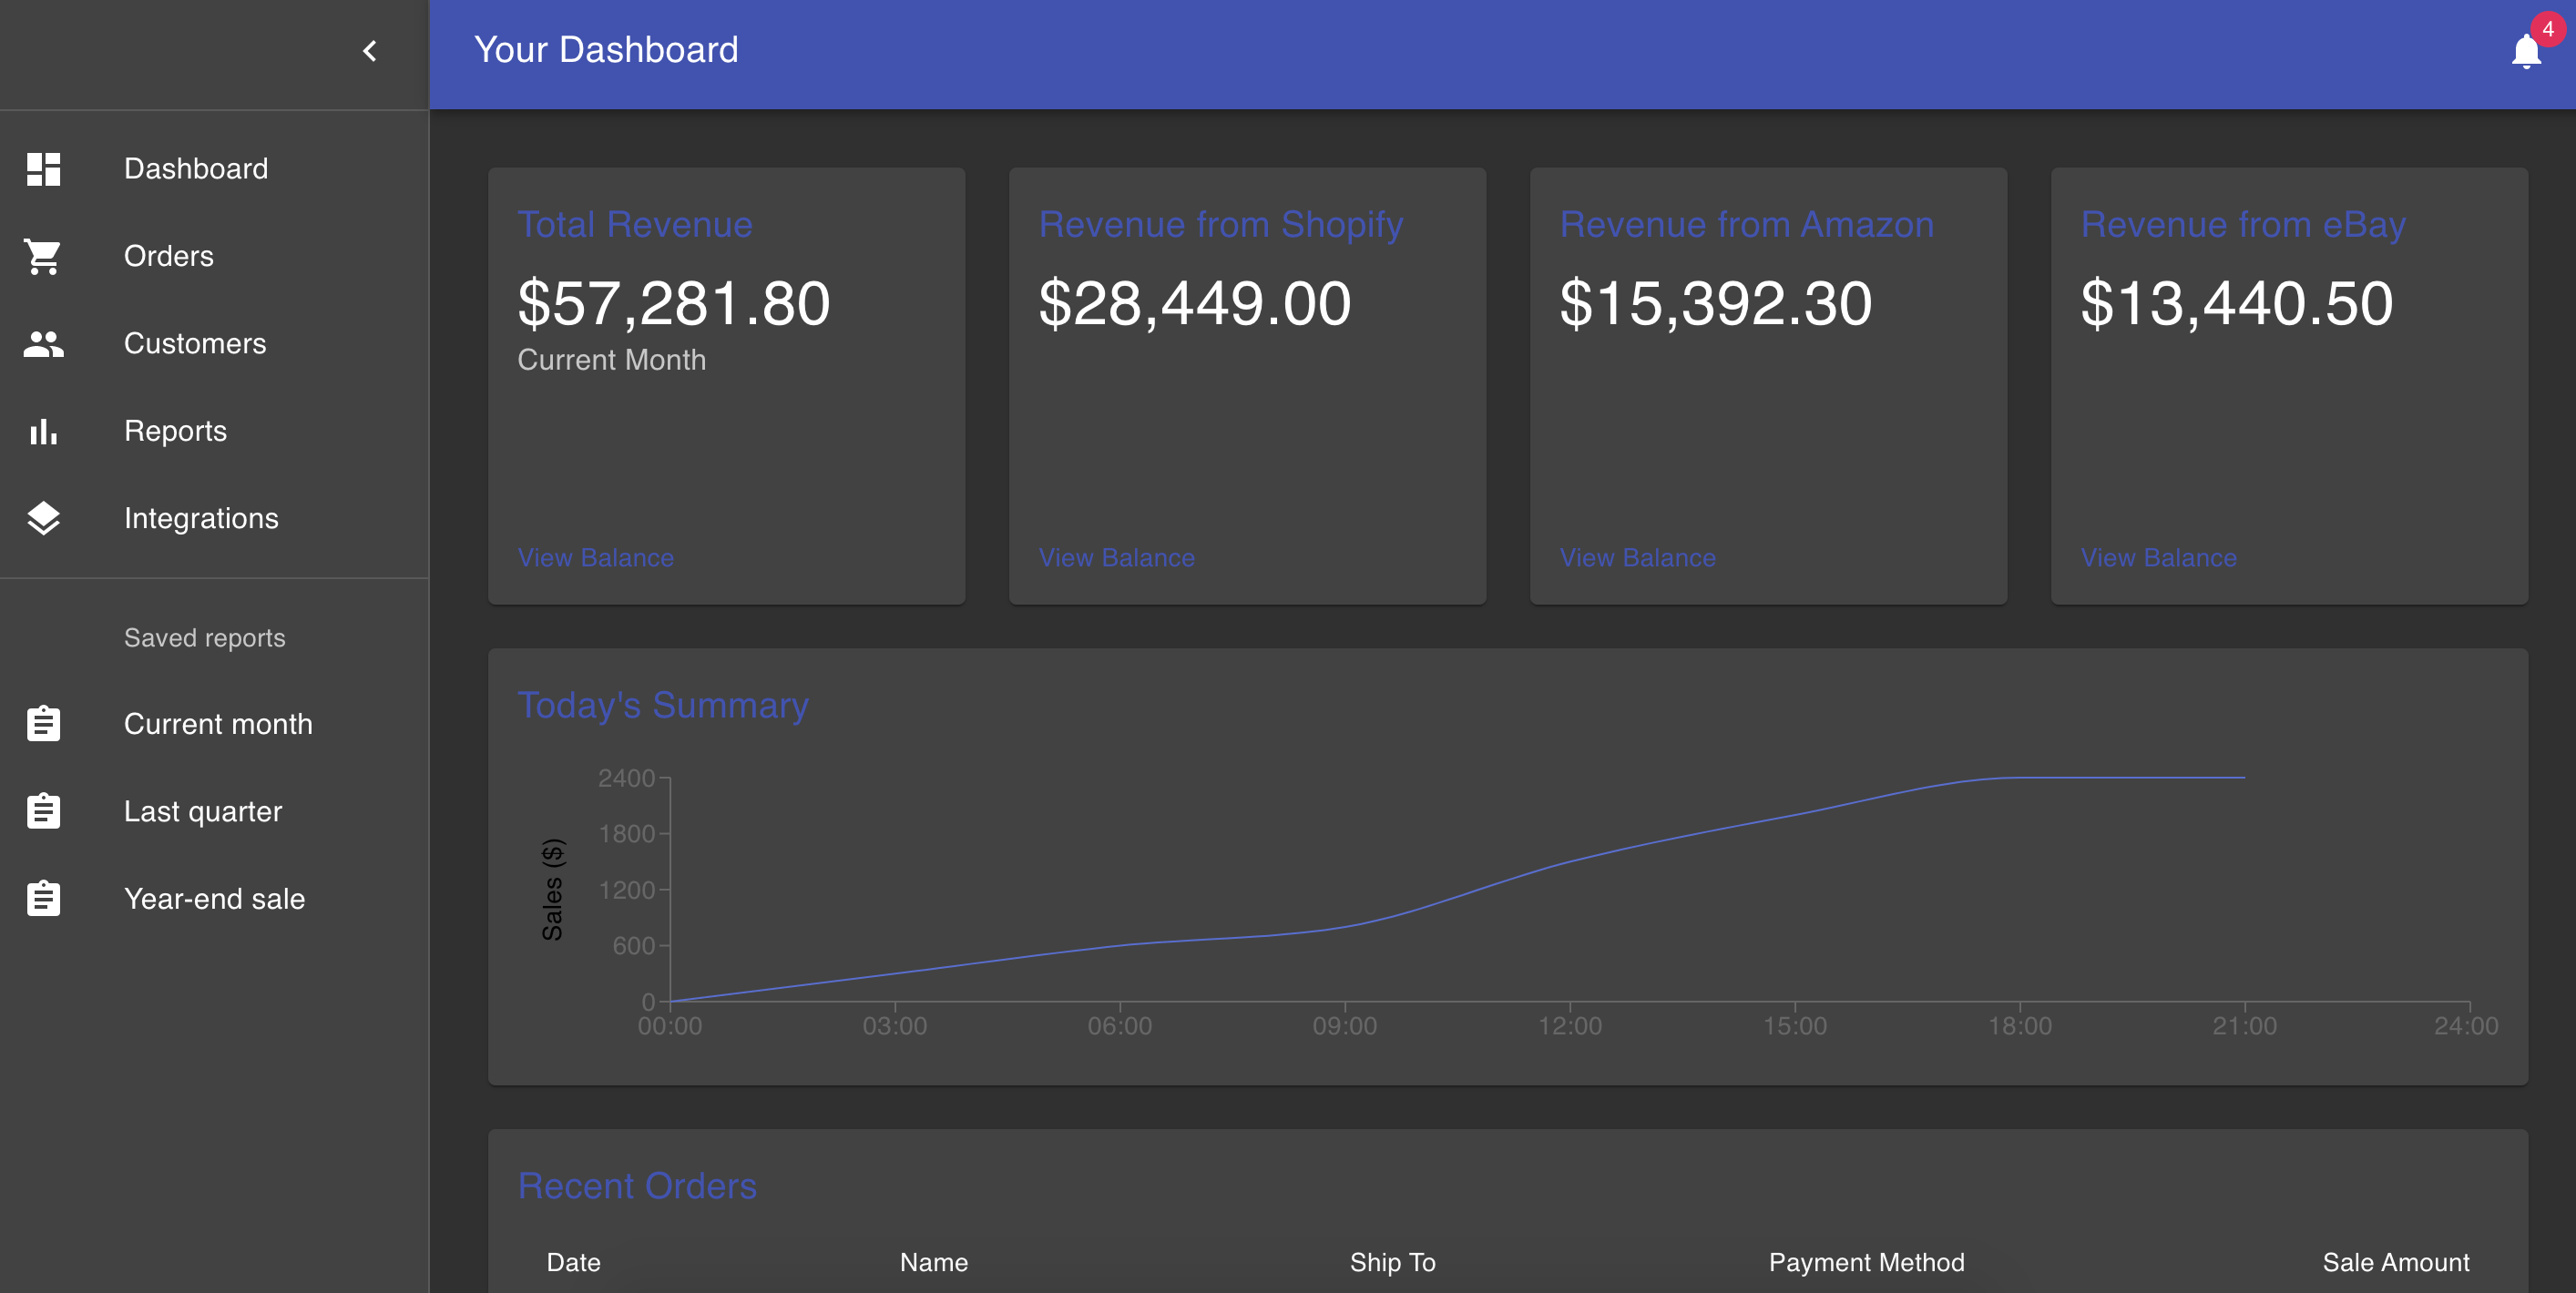 Your Dashboard
4
Dashboard
Orders
Customers
Reports
Integrations
Saved reports
Current month
Last quarter
Year-end sale
Total Revenue
$57,281.80
Current Month
View Balance
Revenue from Shopify
$28,449.00
View Balance
Revenue from Amazon
$15,392.30
View Balance
Revenue from eBay
$13,440.50
View Balance
Today's Summary
Sales ($)
2400
1800
1200
600
0
00:00 03:00 06:00 09:00 12:00 15:00 18:00 21:00 24:00
Recent Orders
Date Name Ship To Payment Method Sale Amount